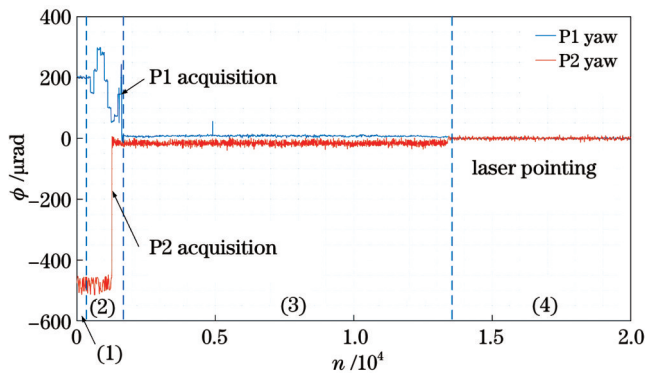 400
200
0
−200
−400
−600
ϕ /μrad
P1 yaw
P2 yaw
P1 acquisition
P2 acquisition
laser pointing
(1)
(2)
(3)
(4)
0
0.5
1.0
1.5
2.0
n /10⁴